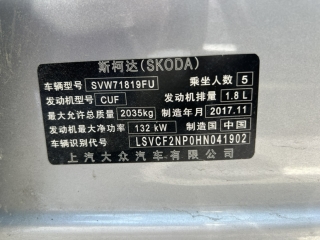 斯柯达(SKODA)
车辆型号 SVW71819FU 乘坐人数 5
发动机型号 CUF 发动机排量 1.8L
最大允许总质量 2035kg 制造年月 2017.11
发动机最大净功率 132 kW 制造国 中国
车辆识别代号 LSVCF2NP0HN041902
上汽大众汽车有限公司